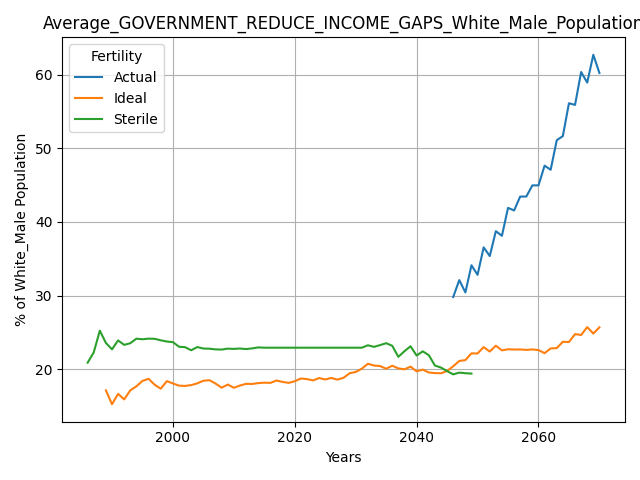 Average_GOVERNMENT_REDUCE_INCOME_GAPS_White_Male_Population
Fertility
Actual
Ideal
Sterile
% of White_Male Population
60
50
40
30
20
2000
2020
2040
2060
Years